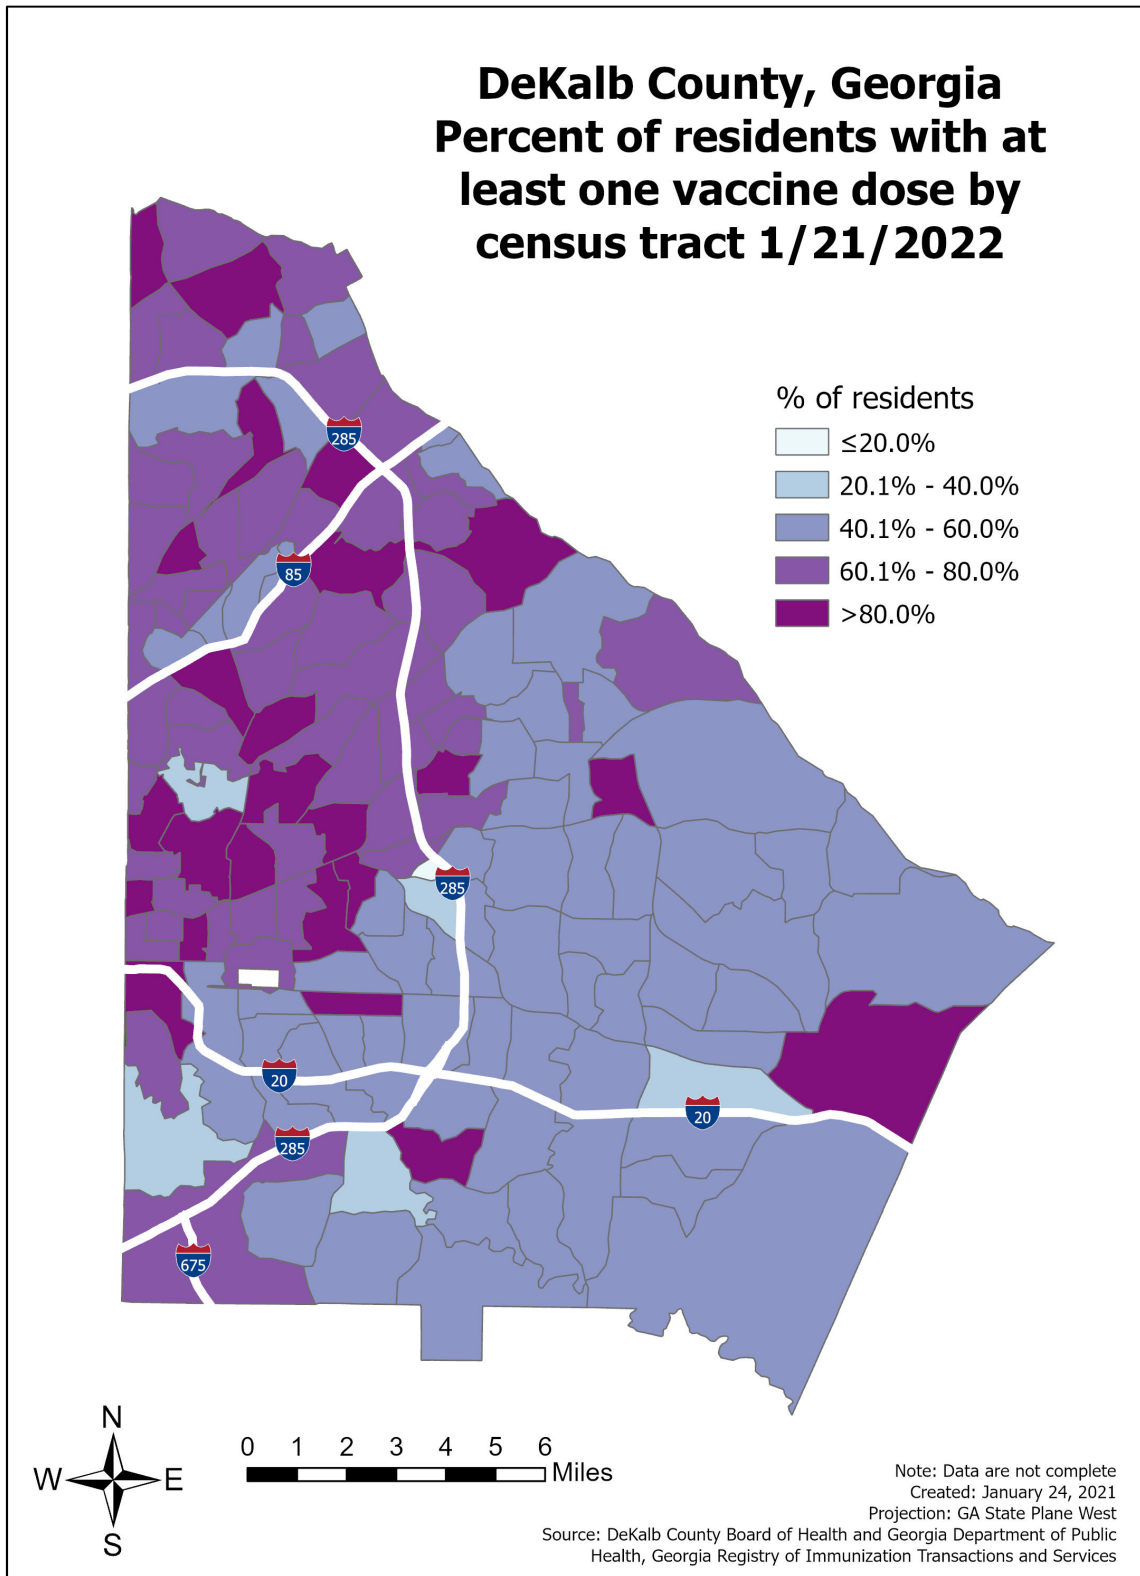 DeKalb County, Georgia
Percent of residents with at
least one vaccine dose by
census tract 1/21/2022
% of residents
≤20.0%
20.1% - 40.0%
40.1% - 60.0%
60.1% - 80.0%
>80.0%
285
85
285
20
20
285
675
N
W
E
S
0 1 2 3 4 5 6
Miles
Note: Data are not complete
Created: January 24, 2021
Projection: GA State Plane West
Source: DeKalb County Board of Health and Georgia Department of Public
Health, Georgia Registry of Immunization Transactions and Services